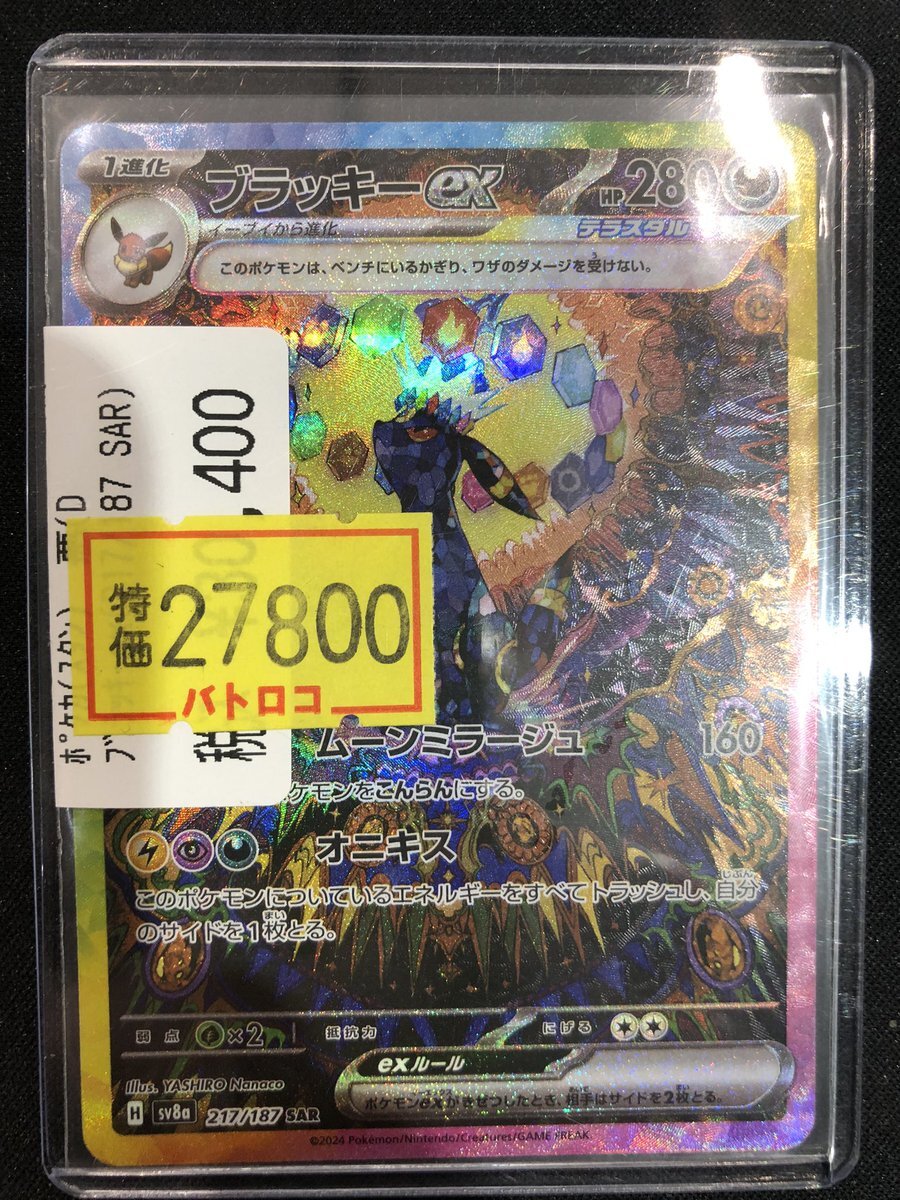 1進化
ブラッキーex
HP 280
イーブイから進化
テラスタル
このポケモンは、ベンチにいるかぎり、ワザのダメージを受けない。
87 SAR)
,400
特価
27800
バトロコ
ムーンミラージュ 160
ケモンをこんらんにする。
オニキス
このポケモンについているエネルギーをすべてトラッシュし、自分
のサイドを1枚とる。
弱点 ×2 抵抗力 にげる
exルール
ポケモンexがきぜつしたとき、相手はサイドを2枚とる。
Illus. YASHIRO Nanaco
H sv8a 217/187 SAR
©2024 Pokémon/Nintendo/Creatures/GAME FREAK.